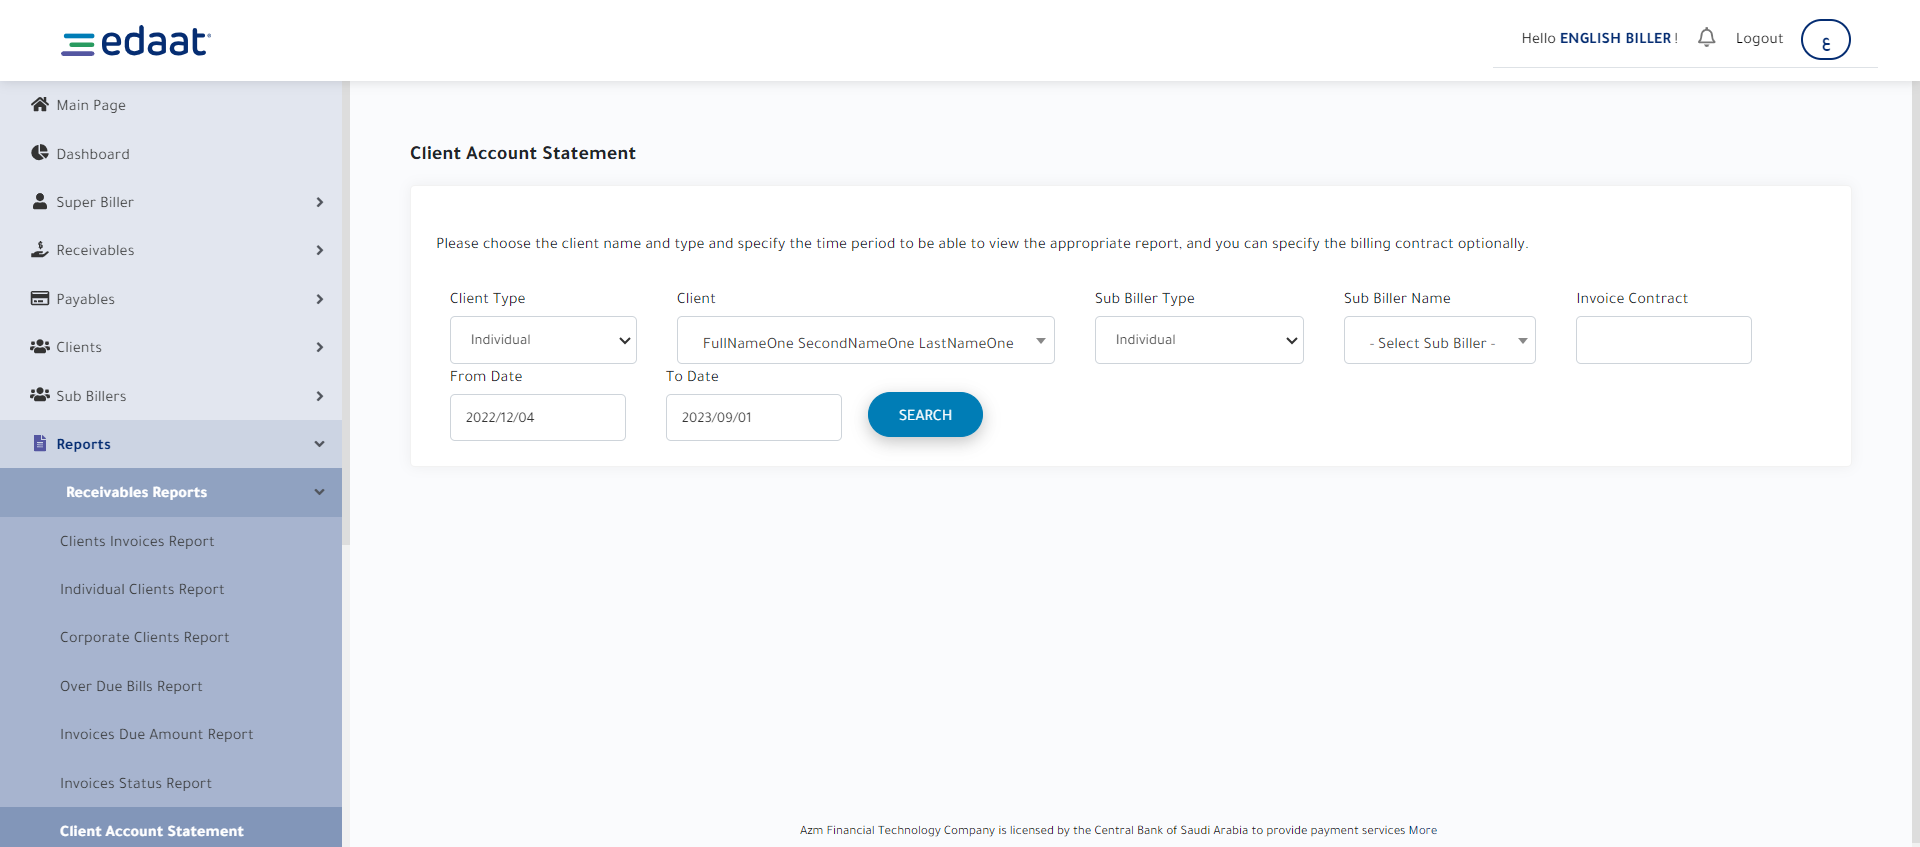 edaat
Hello ENGLISH BILLER !
Logout
ع
Main Page
Dashboard
Super Biller
Receivables
Payables
Clients
Sub Billers
Reports
Receivables Reports
Clients Invoices Report
Individual Clients Report
Corporate Clients Report
Over Due Bills Report
Invoices Due Amount Report
Invoices Status Report
Client Account Statement
Client Account Statement
Please choose the client name and type and specify the time period to be able to view the appropriate report, and you can specify the billing contract optionally.
Client Type
Client
Sub Biller Type
Sub Biller Name
Invoice Contract
Individual
FullNameOne SecondNameOne LastNameOne
Individual
- Select Sub Biller -
From Date
To Date
2022/12/04
2023/09/01
SEARCH
Azm Financial Technology Company is licensed by the Central Bank of Saudi Arabia to provide payment services More